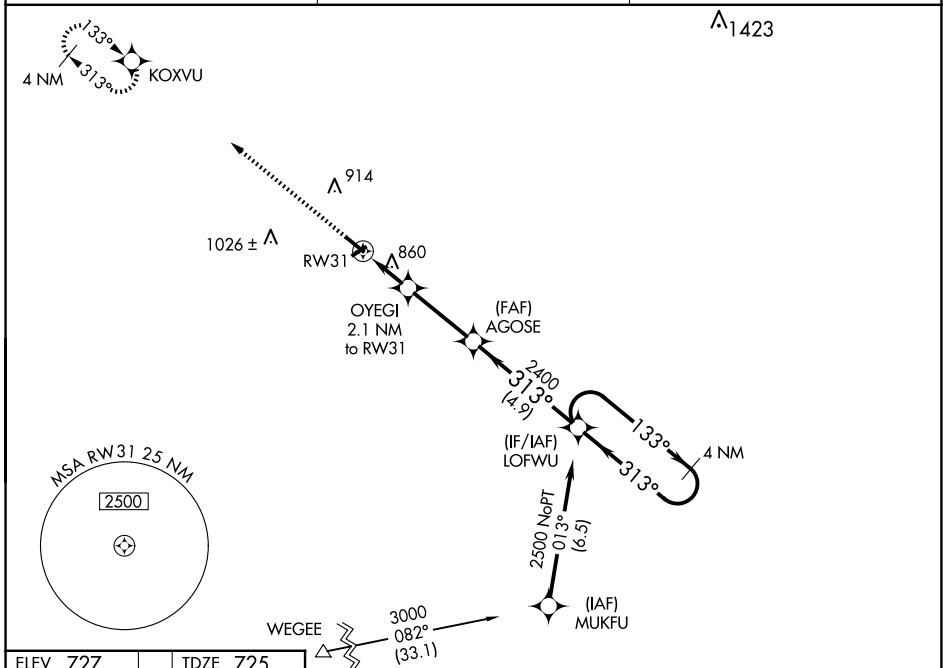 1423
133°
313°
4 NM
KOXVU
914
1026 ±
RW31
860
OYEGI
2.1 NM
to RW31
(FAF)
AGOSE
2400
313°
(4.9)
(IF/IAF)
LOFWU
133°
313°
4 NM
MSA RW31 25 NM
2500
2500 NoPT
013°
(6.5)
(IAF)
MUKFU
WEGEE
3000
082°
(33.1)
ELEV 727
TDZE 725